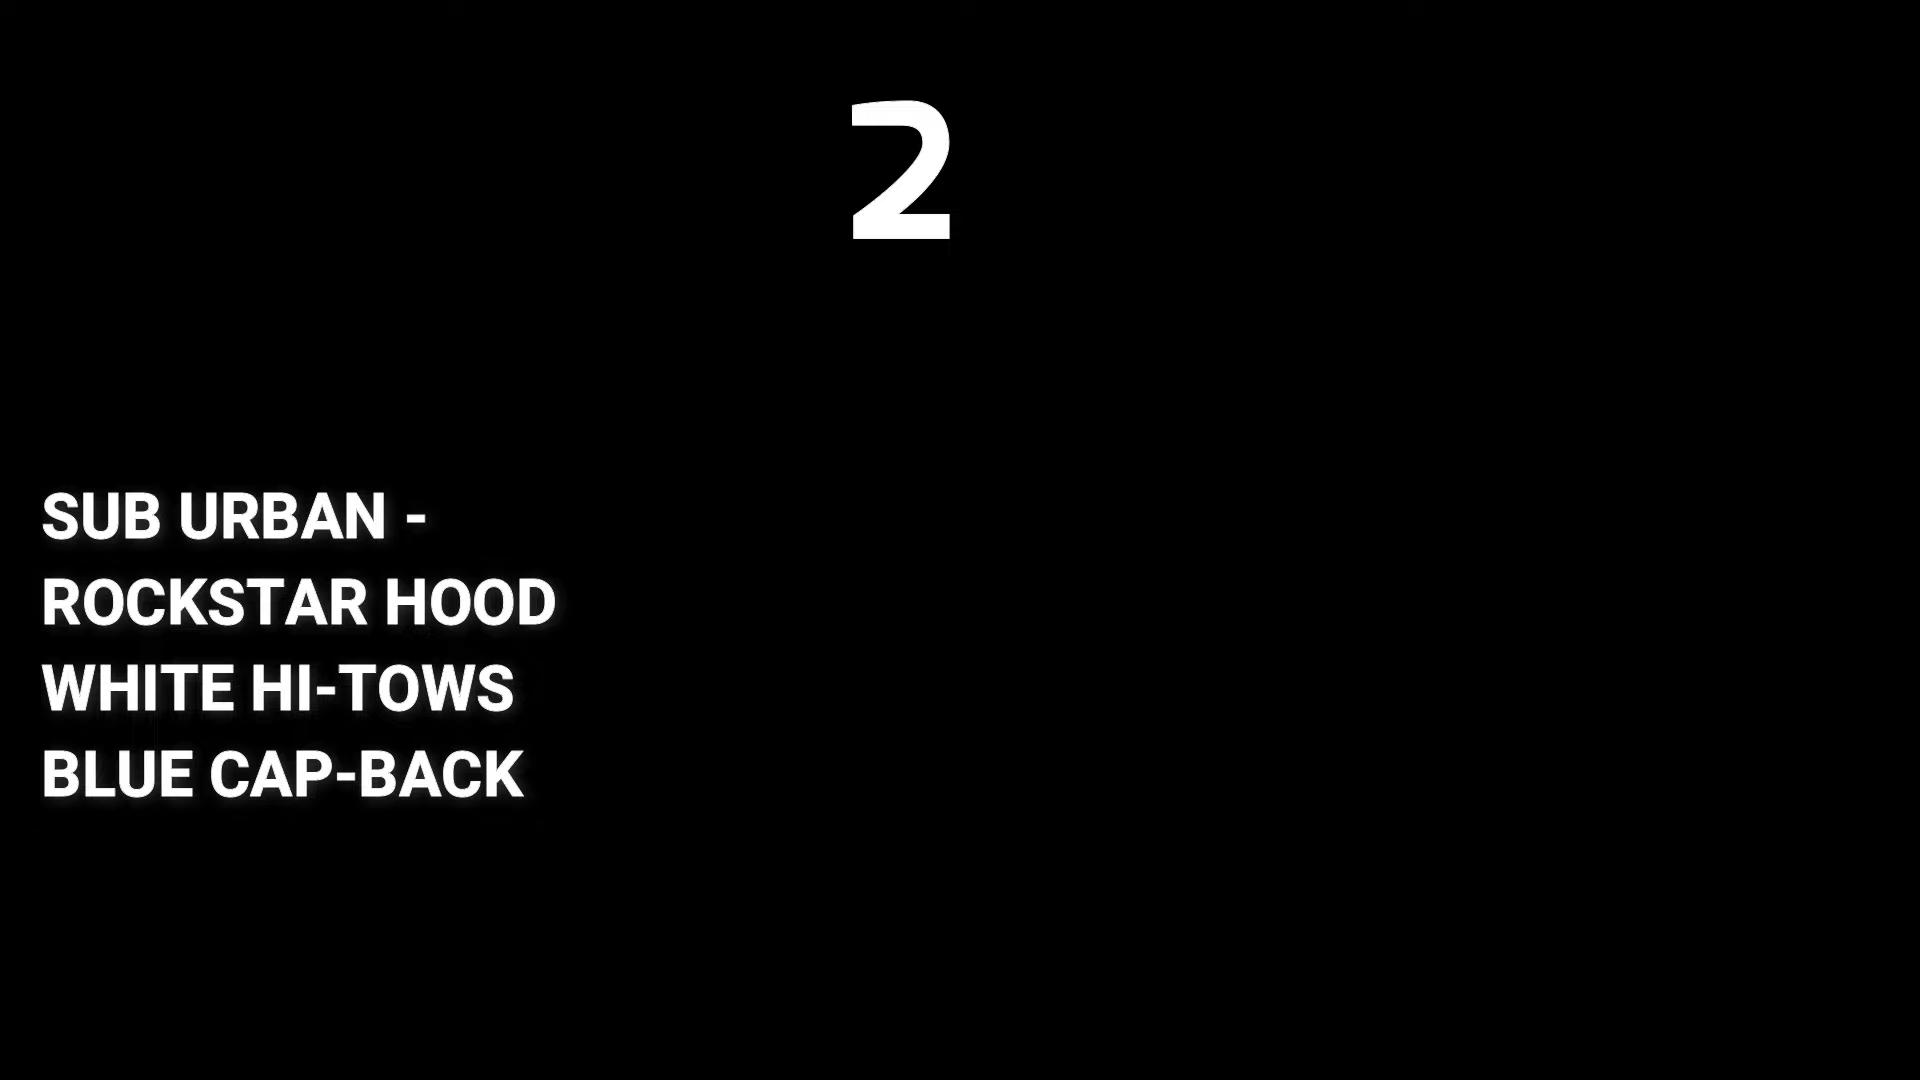 2
SUB URBAN -
ROCKSTAR HOOD
WHITE HI-TOWS
BLUE CAP-BACK